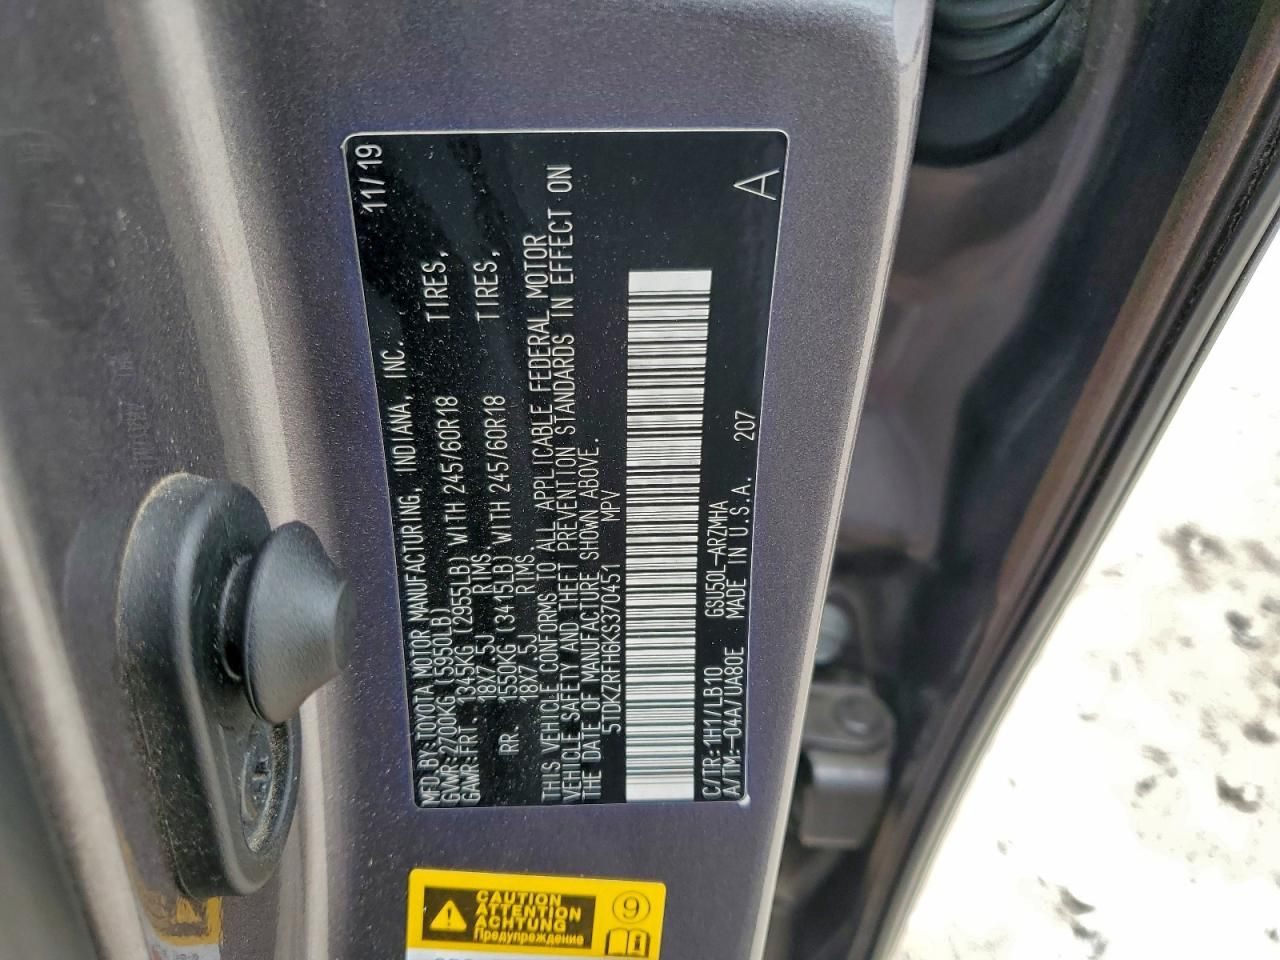 MFD.BY:TOYOTA MOTOR MANUFACTURING, INDIANA, INC. 11/19
GVWR:2700KG (5950LB)
GAWR:FRT. 1345KG (2955LB) WITH 245/60R18 TIRES,
18X7.5J RIMS.
RR. 1550KG (3415LB) WITH 245/60R18 TIRES,
18X7.5J RIMS.
THIS VEHICLE CONFORMS TO ALL APPLICABLE FEDERAL MOTOR
VEHICLE SAFETY AND THEFT PREVENTION STANDARDS IN EFFECT ON
THE DATE OF MANUFACTURE SHOWN ABOVE.
5TDKZRFH6KS370451 MPV
C/TR:1H1/LB10 GSU50L-ARZMHA
A/TM:-04A/UA80E MADE IN U.S.A. 207
A
CAUTION
ATTENTION
ACHTUNG
Предупреждение
9